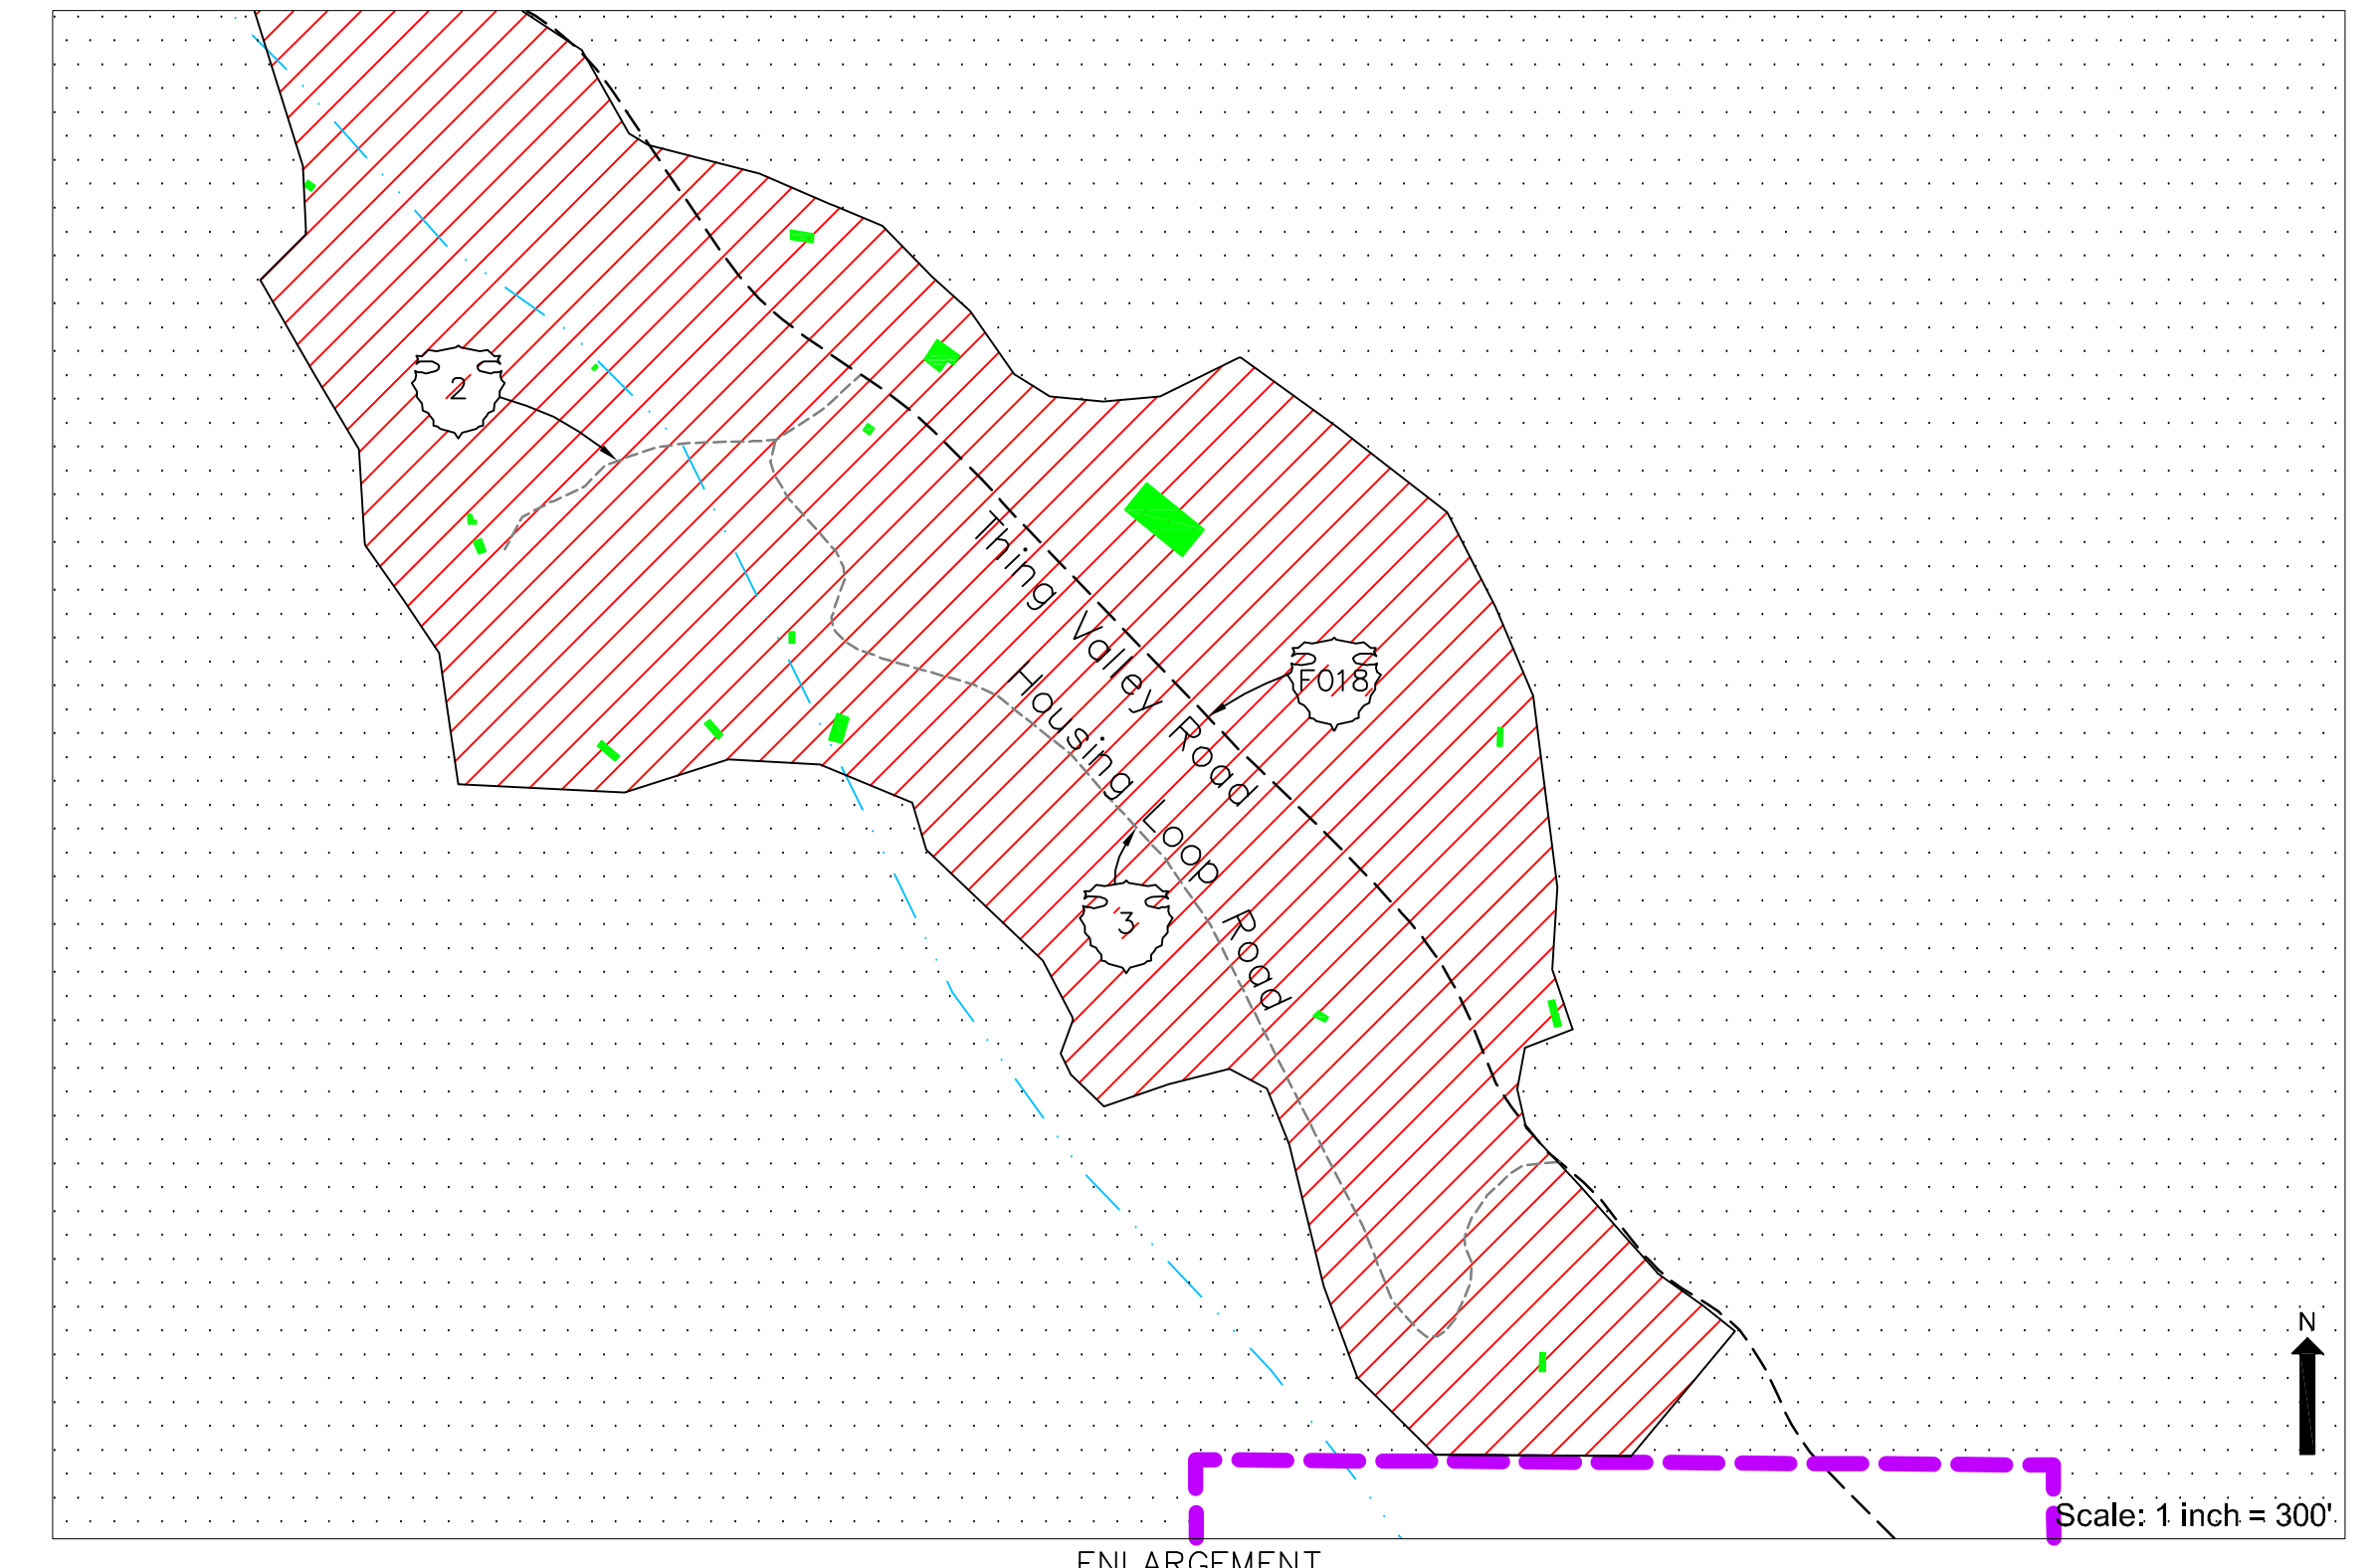 2
Thing Valley Road
F018
Housing Loop Road
3
N
Scale: 1 inch = 300'
ENLARGEMENT